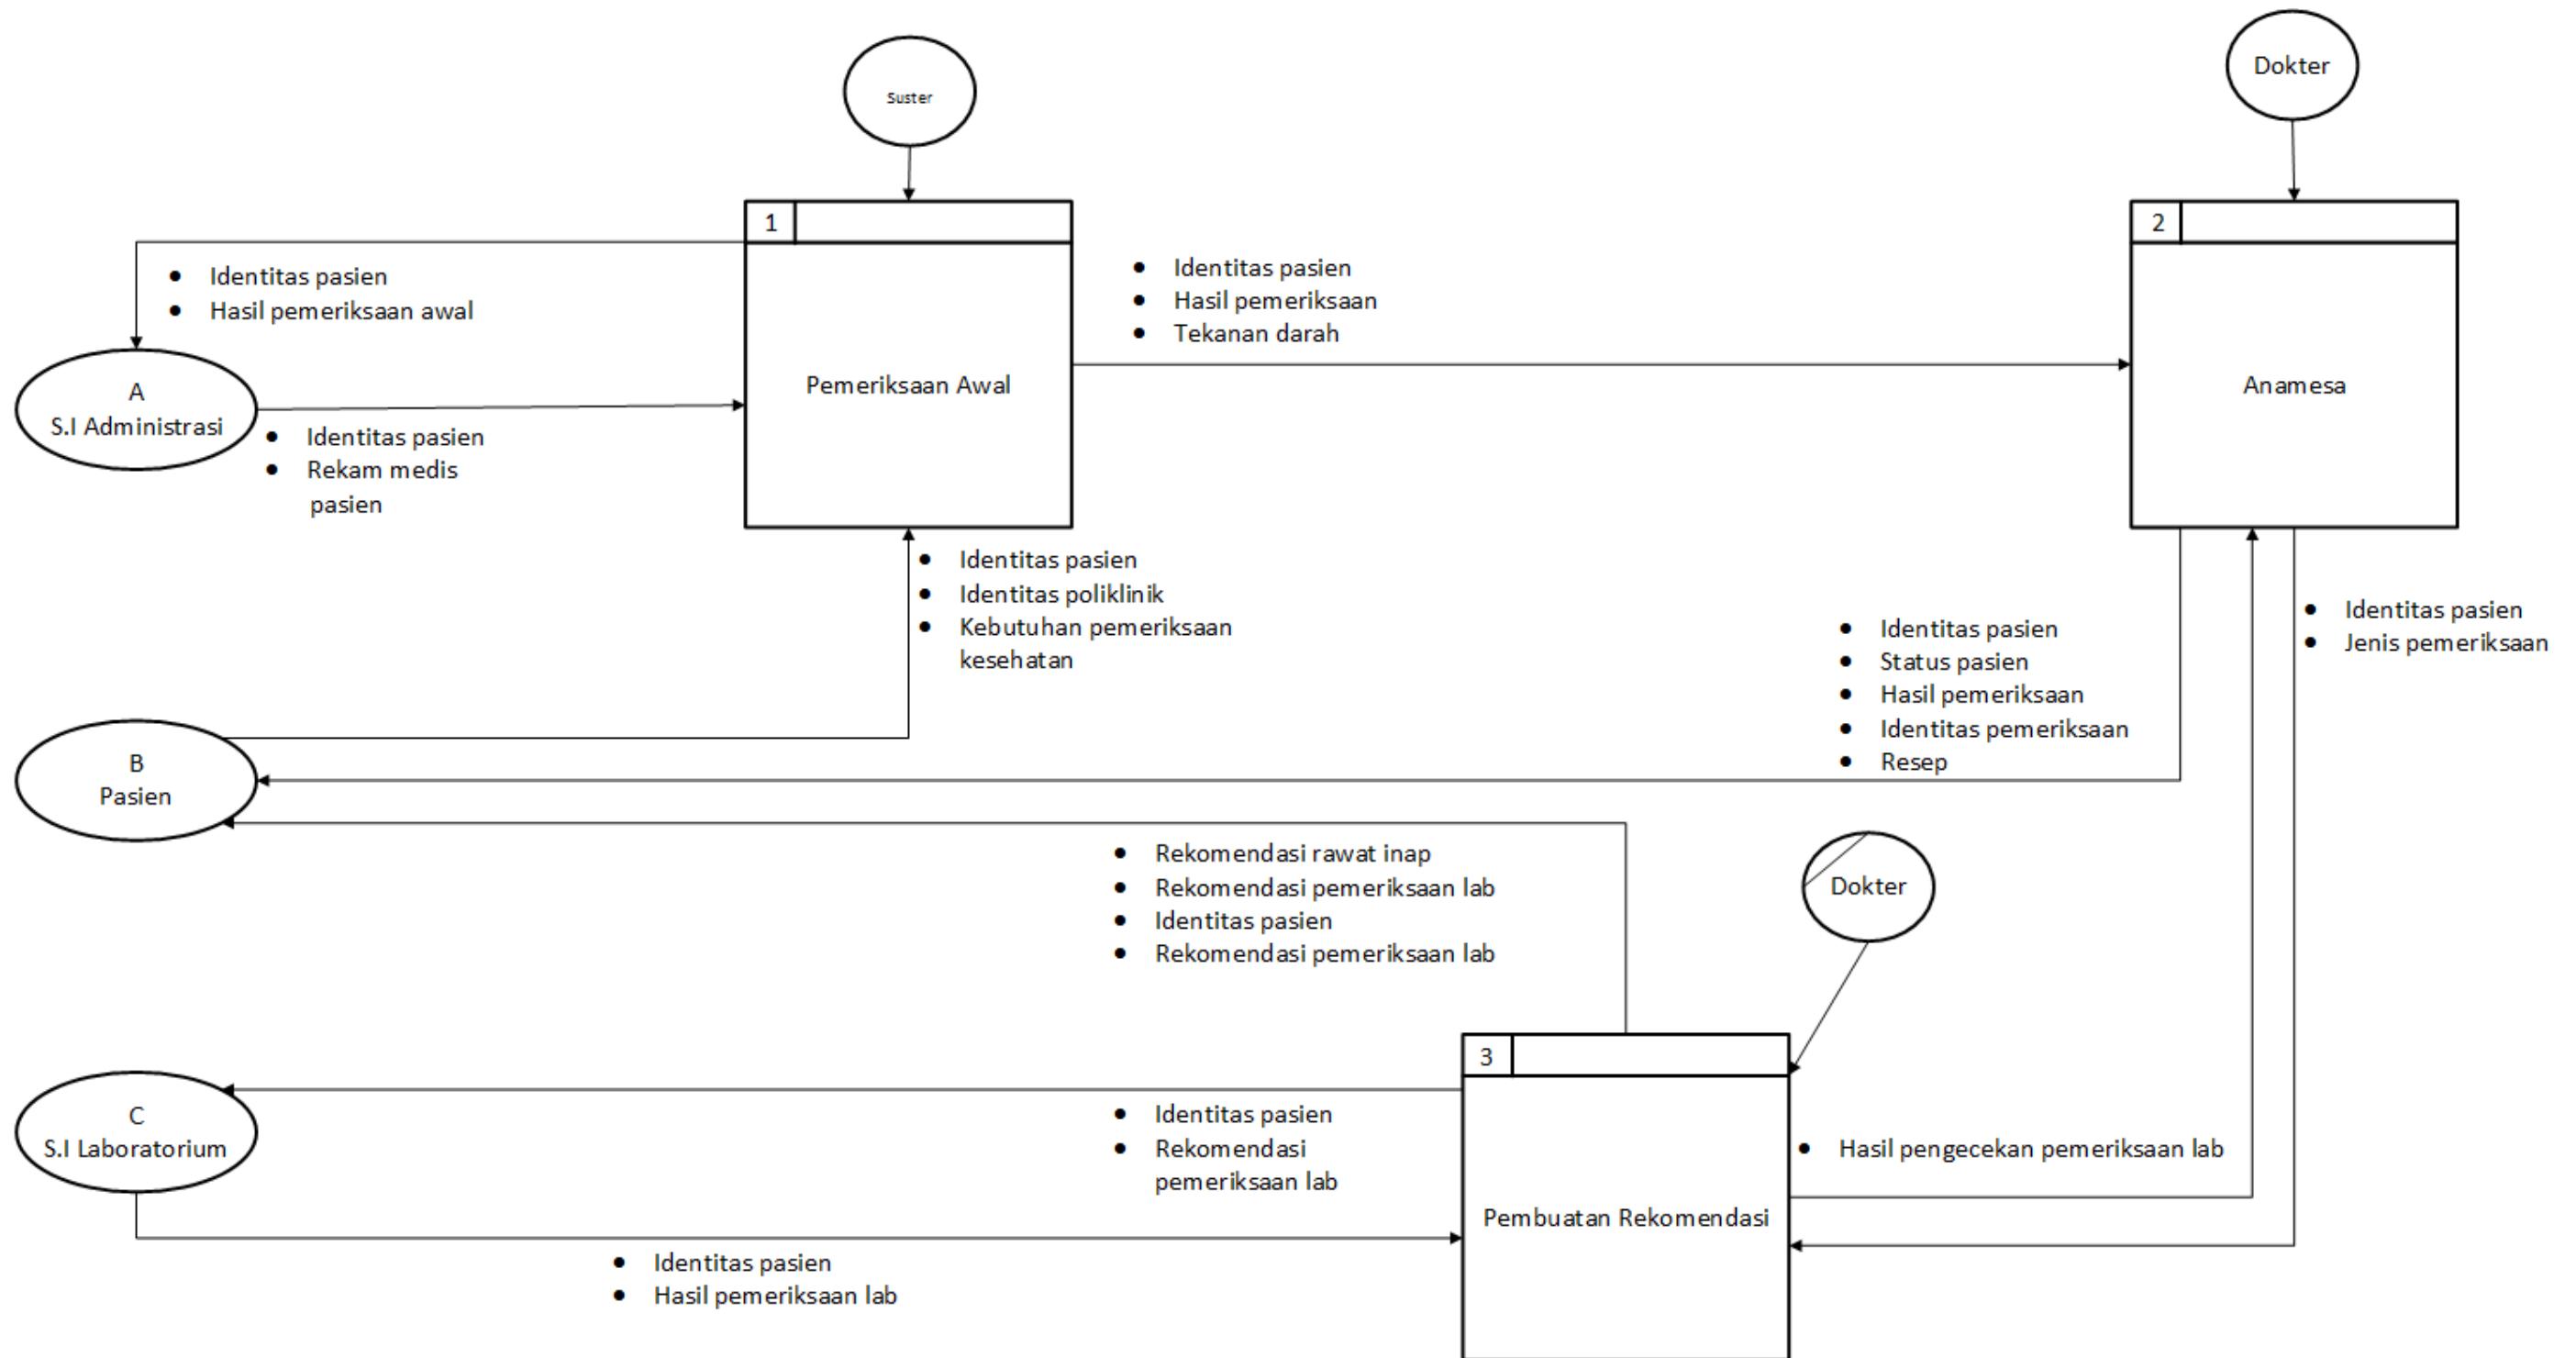 Suster
Dokter
1
2
• Identitas pasien
• Hasil pemeriksaan awal
• Identitas pasien
• Hasil pemeriksaan
• Tekanan darah
Pemeriksaan Awal
Anamesa
A
S.I Administrasi
• Identitas pasien
• Rekam medis
pasien
• Identitas pasien
• Identitas poliklinik
• Kebutuhan pemeriksaan
kesehatan
• Identitas pasien
• Status pasien
• Hasil pemeriksaan
• Identitas pemeriksaan
• Resep
• Identitas pasien
• Jenis pemeriksaan
B
Pasien
• Rekomendasi rawat inap
• Rekomendasi pemeriksaan lab
• Identitas pasien
• Rekomendasi pemeriksaan lab
Dokter
3
C
S.I Laboratorium
• Identitas pasien
• Rekomendasi
pemeriksaan lab
• Hasil pengecekan pemeriksaan lab
Pembuatan Rekomendasi
• Identitas pasien
• Hasil pemeriksaan lab